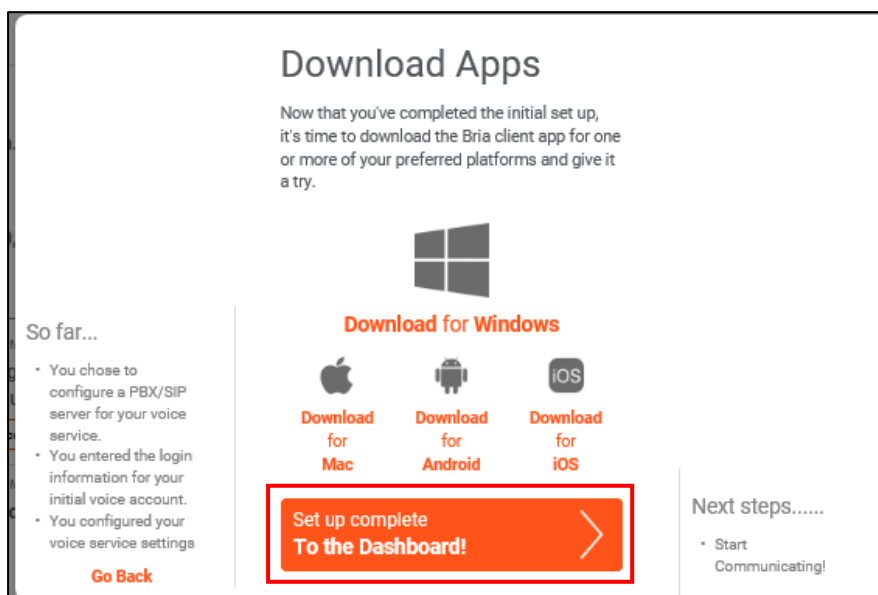 Download Apps
Now that you've completed the initial set up,
it's time to download the Bria client app for one
or more of your preferred platforms and give it
a try.
Download for Windows
iOS
Download
for
Mac
Download
for
Android
Download
for
iOS
Set up complete
To the Dashboard!
So far...
• You chose to
configure a PBX/SIP
server for your voice
service.
• You entered the login
information for your
initial voice account.
• You configured your
voice service settings
Go Back
Next steps......
• Start
Communicating!